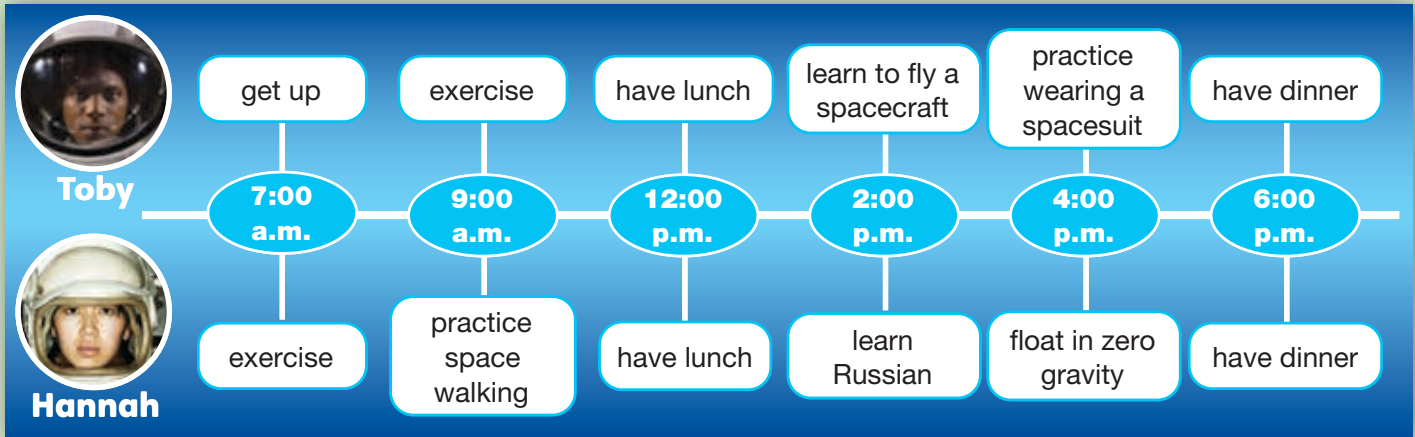 get up
exercise
have lunch
learn to fly a
spacecraft
practice
wearing a
spacesuit
have dinner
Toby
7:00
a.m.
9:00
a.m.
12:00
p.m.
2:00
p.m.
4:00
p.m.
6:00
p.m.
Hannah
exercise
practice
space
walking
have lunch
learn
Russian
float in zero
gravity
have dinner